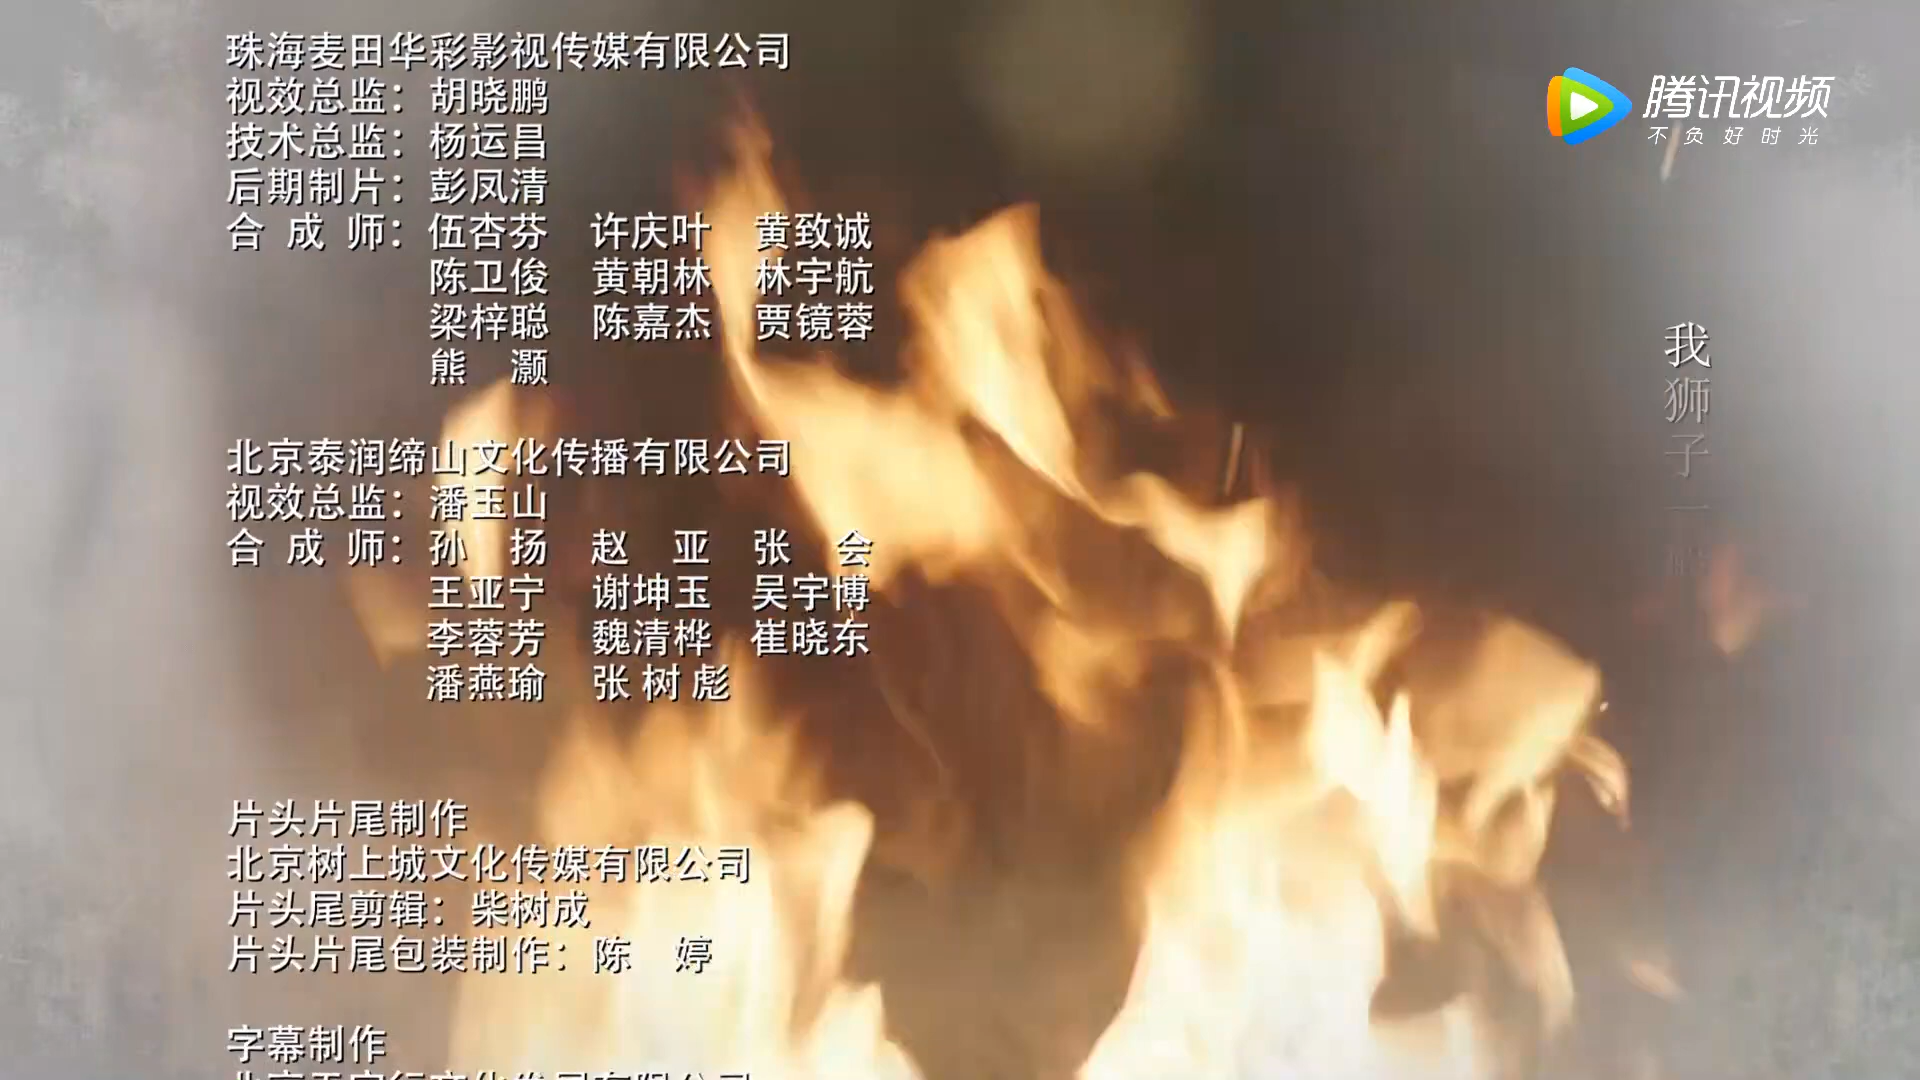 珠海麦田华彩影视传媒有限公司
视效总监：胡晓鹏
技术总监：杨运昌
后期制片：彭凤清
合 成 师：伍杏芬 许庆叶 黄致诚
陈卫俊 黄朝林 林宇航
梁梓聪 陈嘉杰 贾镜蓉
熊 灏
北京泰润缔山文化传播有限公司
视效总监：潘玉山
合 成 师：孙 扬 赵 亚 张 会
王亚宁 谢坤玉 吴宇博
李蓉芳 魏清桦 崔晓东
潘燕瑜 张树彪
片头片尾制作
北京树上城文化传媒有限公司
片头尾剪辑：柴树成
片头片尾包装制作：陈 婷
字幕制作
腾讯视频
不负好时光
我狮子一